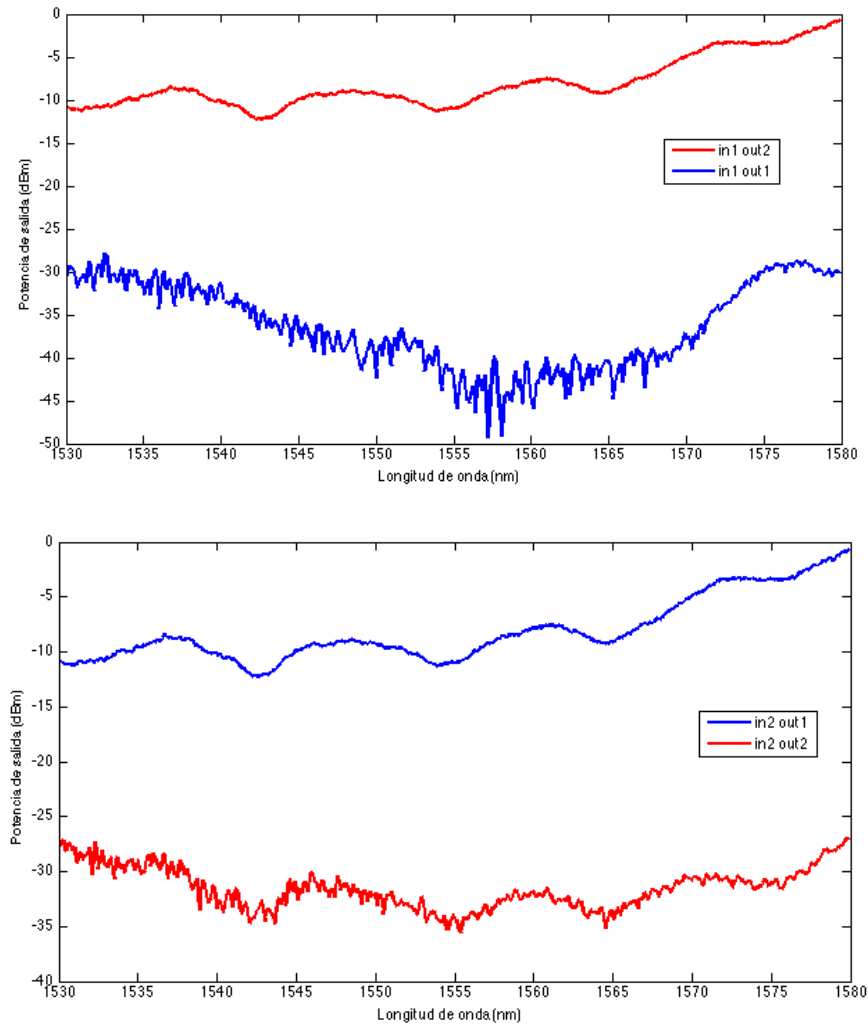 0
-5
-10
-15
-20
-25
-30
-35
-40
-45
-50
Potencia de salida (dBm)
in1 out2
in1 out1
1530 1535 1540 1545 1550 1555 1560 1565 1570 1575 1580
Longitud de onda(nm)
0
-5
-10
-15
-20
-25
-30
-35
-40
Potencia de salida (dBm)
in2 out1
in2 out2
1530 1535 1540 1545 1550 1555 1560 1565 1570 1575 1580
Longitud de onda(nm)